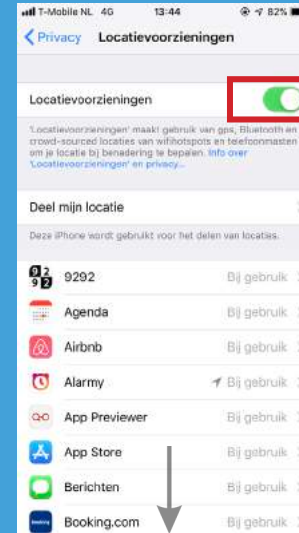 T-Mobile NL 4G 13:44 82%
Privacy Locatievoorzieningen
Locatievoorzieningen
'Locatievoorzieningen' maakt gebruik van gps, Bluetooth en
crowd-sourced locaties van wifihotspots en telefoonmasten
om je locatie bij benadering te bepalen. Info over
'Locatievoorzieningen' en privacy...
Deel mijn locatie
Deze iPhone wordt gebruikt voor het delen van locaties.
92
92 9292 Bij gebruik
Agenda Bij gebruik
Airbnb Bij gebruik
Alarmy Bij gebruik
App Previewer Bij gebruik
App Store Bij gebruik
Berichten Bij gebruik
Booking.com Bij gebruik